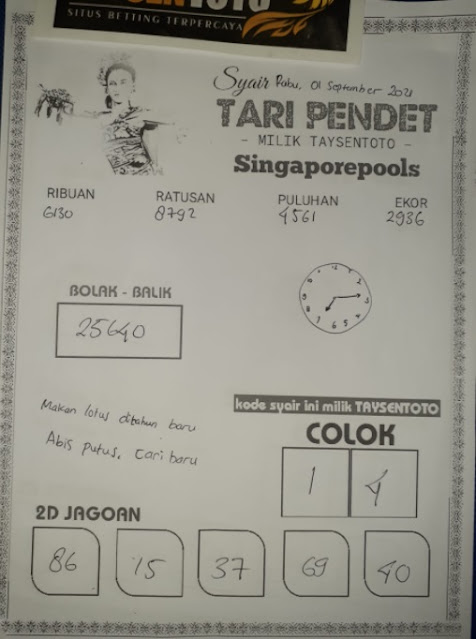 SITUS BETTING TERPERCAYA
Syair Rabu, 01 September 2021
TARI PENDET
- MILIK TAYSENTOTO -
Singaporepools
RIBUAN RATUSAN PULUHAN EKOR
6130 8792 4561 2936
BOLAK - BALIK
25640
kode syair ini milik TAYSENTOTO
Makan lotus ditahun baru
Abis putus, cari baru
COLOK
1 4
2D JAGOAN
86 15 37 69 40